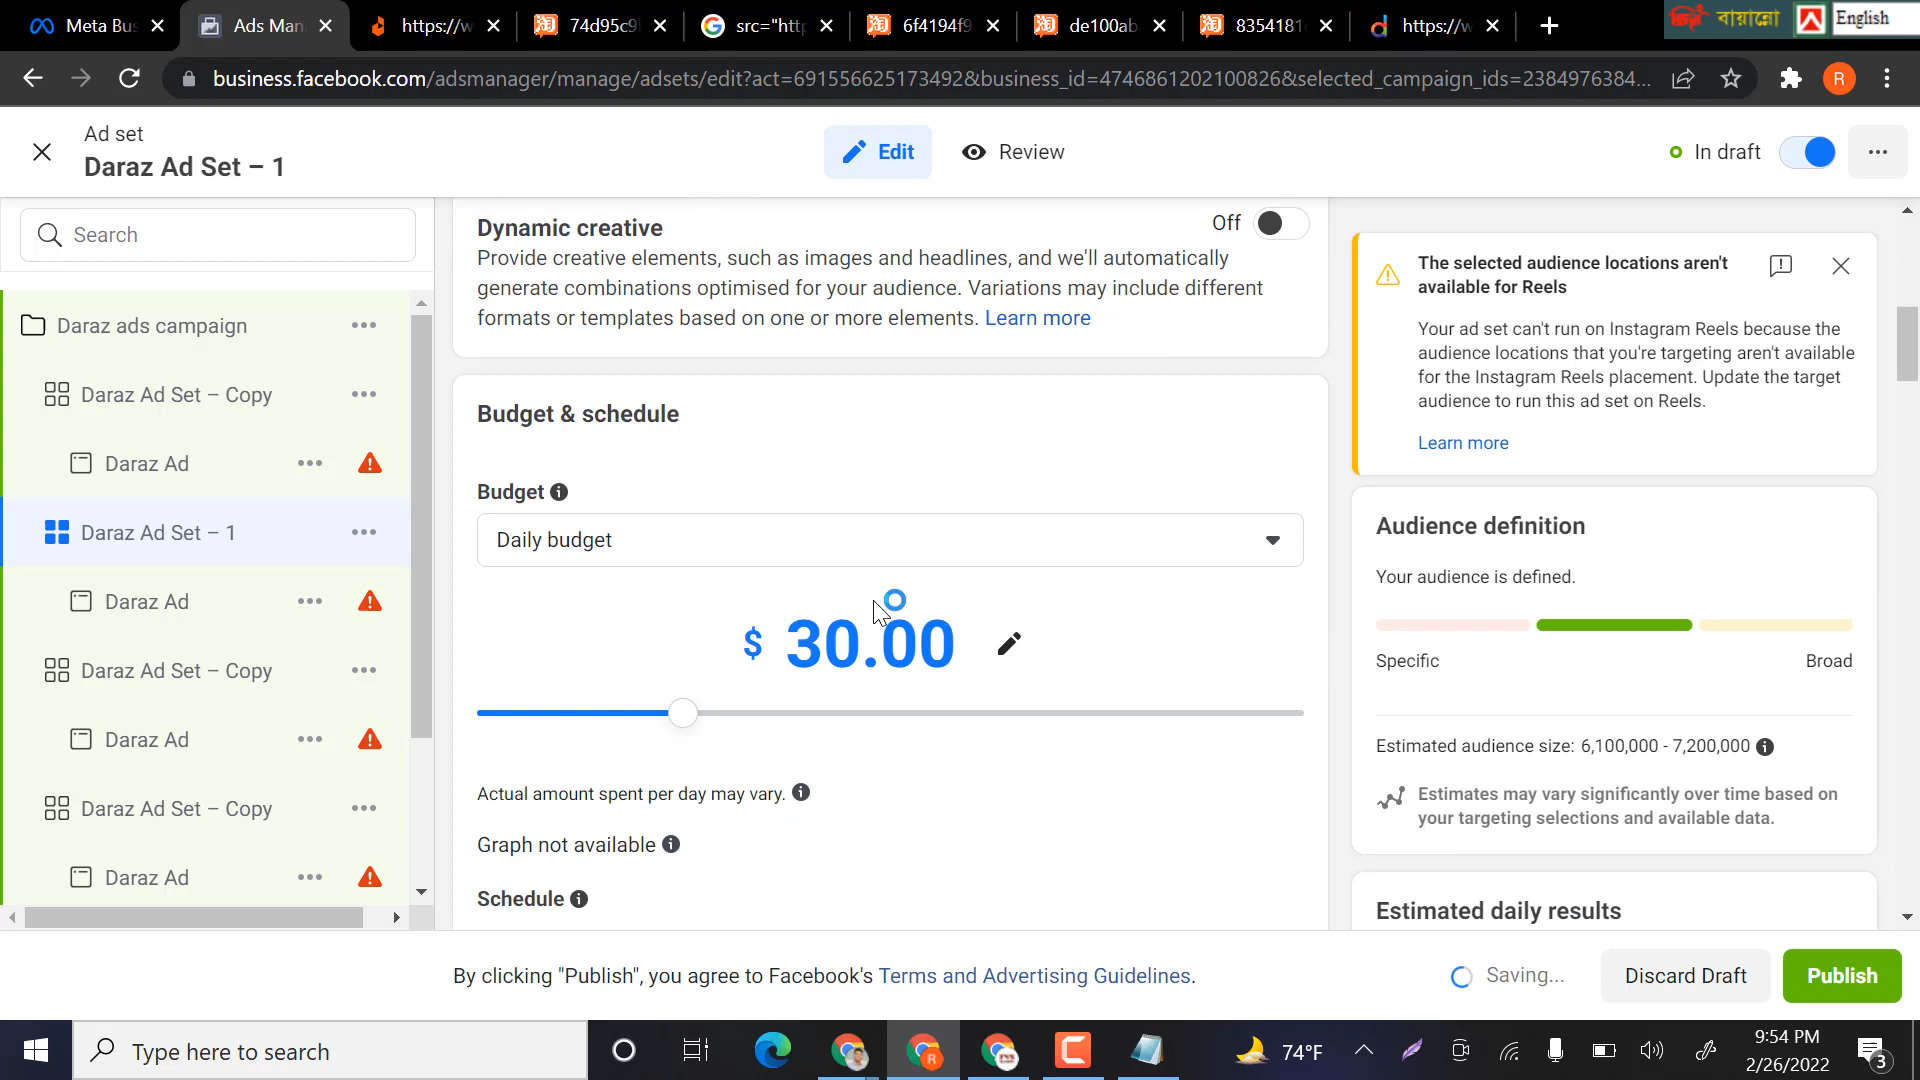 Meta Bus
Ads Man
https://w
74d95c9
src="http
6f4194f9
de100ab
8354181
https://w
বায়ান্নো
English
business.facebook.com/adsmanager/manage/adsets/edit?act=691556625173492&business_id=4746861202100826&selected_campaign_ids=2384976384...
R
Ad set
Daraz Ad Set – 1
Edit
Review
In draft
Search
Daraz ads campaign
Daraz Ad Set – Copy
Daraz Ad
Daraz Ad Set – 1
Daraz Ad
Daraz Ad Set – Copy
Daraz Ad
Daraz Ad Set – Copy
Daraz Ad
Dynamic creative
Off
Provide creative elements, such as images and headlines, and we'll automatically
generate combinations optimised for your audience. Variations may include different
formats or templates based on one or more elements. Learn more
Budget & schedule
Budget
Daily budget
$ 30.00
Actual amount spent per day may vary.
Graph not available
Schedule
The selected audience locations aren't
available for Reels
Your ad set can't run on Instagram Reels because the
audience locations that you're targeting aren't available
for the Instagram Reels placement. Update the target
audience to run this ad set on Reels.
Learn more
Audience definition
Your audience is defined.
Specific
Broad
Estimated audience size: 6,100,000 - 7,200,000
Estimates may vary significantly over time based on
your targeting selections and available data.
Estimated daily results
By clicking "Publish", you agree to Facebook's Terms and Advertising Guidelines.
Saving...
Discard Draft
Publish
Type here to search
R
74°F
9:54 PM
2/26/2022
3